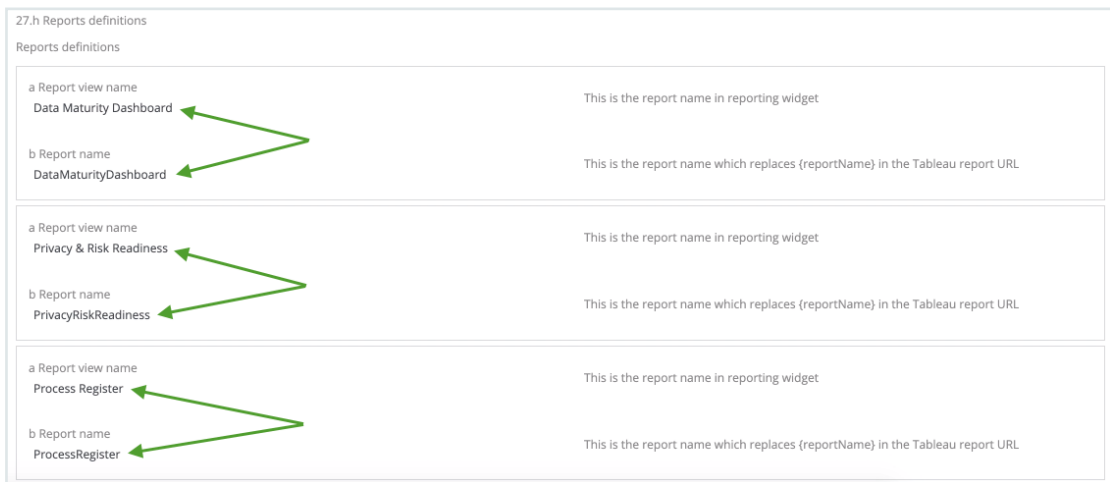 27.h Reports definitions
Reports definitions
a Report view name
Data Maturity Dashboard
This is the report name in reporting widget
b Report name
DataMaturityDashboard
This is the report name which replaces {reportName} in the Tableau report URL
a Report view name
Privacy & Risk Readiness
This is the report name in reporting widget
b Report name
PrivacyRiskReadiness
This is the report name which replaces {reportName} in the Tableau report URL
a Report view name
Process Register
This is the report name in reporting widget
b Report name
ProcessRegister
This is the report name which replaces {reportName} in the Tableau report URL